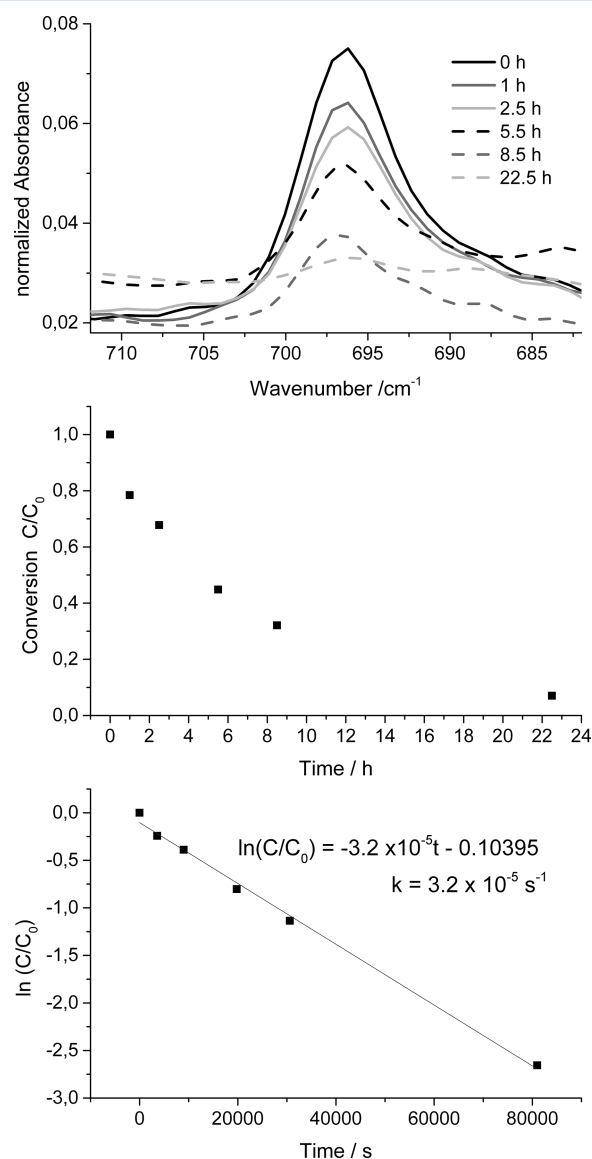 0,08
0,06
0,04
0,02
normalized Absorbance
0 h
1 h
2.5 h
5.5 h
8.5 h
22.5 h
710 705 700 695 690 685
Wavenumber /cm⁻¹
1,0
0,8
0,6
0,4
0,2
0,0
Conversion C/C₀
0 2 4 6 8 10 12 14 16 18 20 22 24
Time / h
0,0
-0,5
-1,0
-1,5
-2,0
-2,5
-3,0
ln (C/C₀)
ln(C/C₀) = -3.2 x10⁻⁵t - 0.10395
k = 3.2 x 10⁻⁵ s⁻¹
0 20000 40000 60000 80000
Time / s